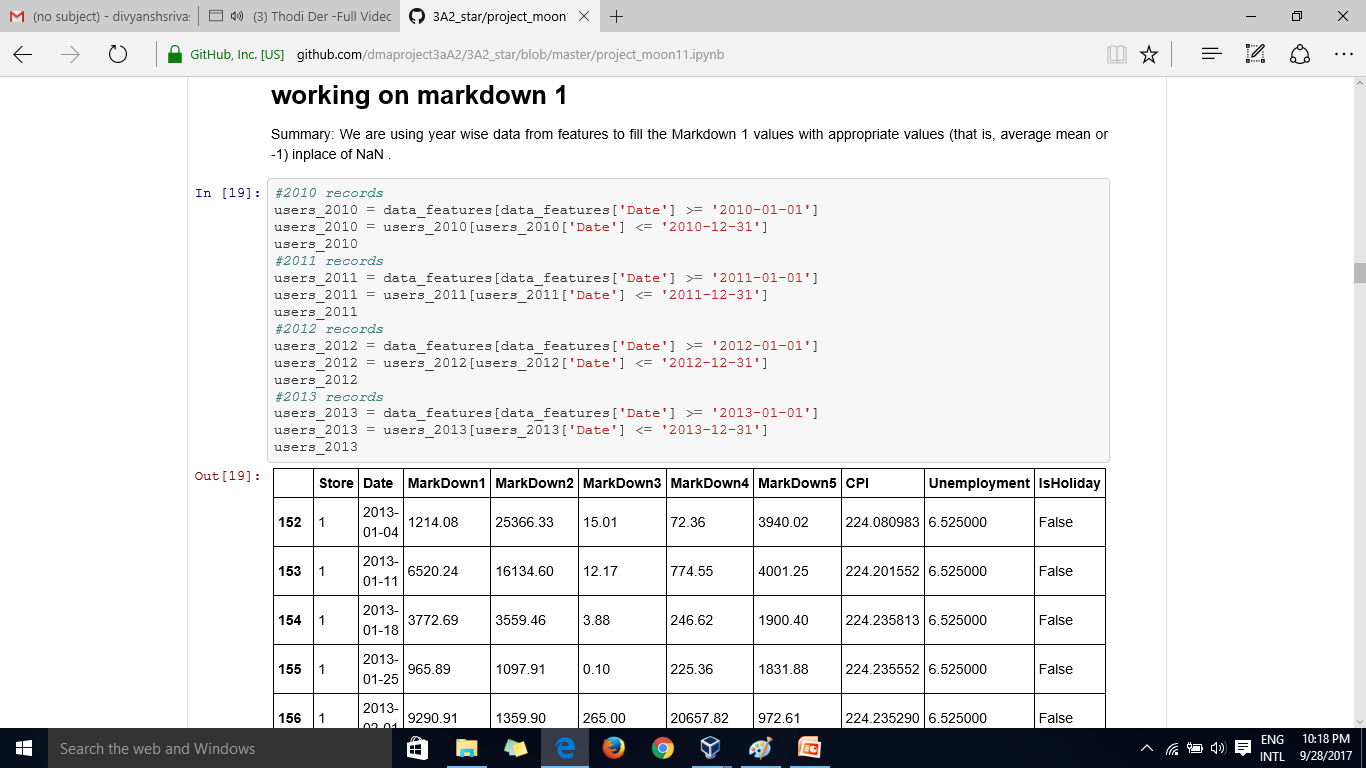 (no subject) - divyanshsrivas
(3) Thodi Der -Full Videc
3A2_star/project_moon
GitHub, Inc. [US] github.com/dmaproject3aA2/3A2_star/blob/master/project_moon11.ipynb
working on markdown 1
Summary: We are using year wise data from features to fill the Markdown 1 values with appropriate values (that is, average mean or
-1) inplace of NaN .
In [19]:
#2010 records
users_2010 = data_features[data_features['Date'] >= '2010-01-01']
users_2010 = users_2010[users_2010['Date'] <= '2010-12-31']
users_2010
#2011 records
users_2011 = data_features[data_features['Date'] >= '2011-01-01']
users_2011 = users_2011[users_2011['Date'] <= '2011-12-31']
users_2011
#2012 records
users_2012 = data_features[data_features['Date'] >= '2012-01-01']
users_2012 = users_2012[users_2012['Date'] <= '2012-12-31']
users_2012
#2013 records
users_2013 = data_features[data_features['Date'] >= '2013-01-01']
users_2013 = users_2013[users_2013['Date'] <= '2013-12-31']
users_2013
Out[19]:
Store Date MarkDown1 MarkDown2 MarkDown3 MarkDown4 MarkDown5 CPI Unemployment IsHoliday
152 1 2013-01-04 1214.08 25366.33 15.01 72.36 3940.02 224.080983 6.525000 False
153 1 2013-01-11 6520.24 16134.60 12.17 774.55 4001.25 224.201552 6.525000 False
154 1 2013-01-18 3772.69 3559.46 3.88 246.62 1900.40 224.235813 6.525000 False
155 1 2013-01-25 965.89 1097.91 0.10 225.36 1831.88 224.235552 6.525000 False
156 1 2013-02-01 9290.91 1359.90 265.00 20657.82 972.61 224.235290 6.525000 False
Search the web and Windows
ENG
INTL
10:18 PM
9/28/2017